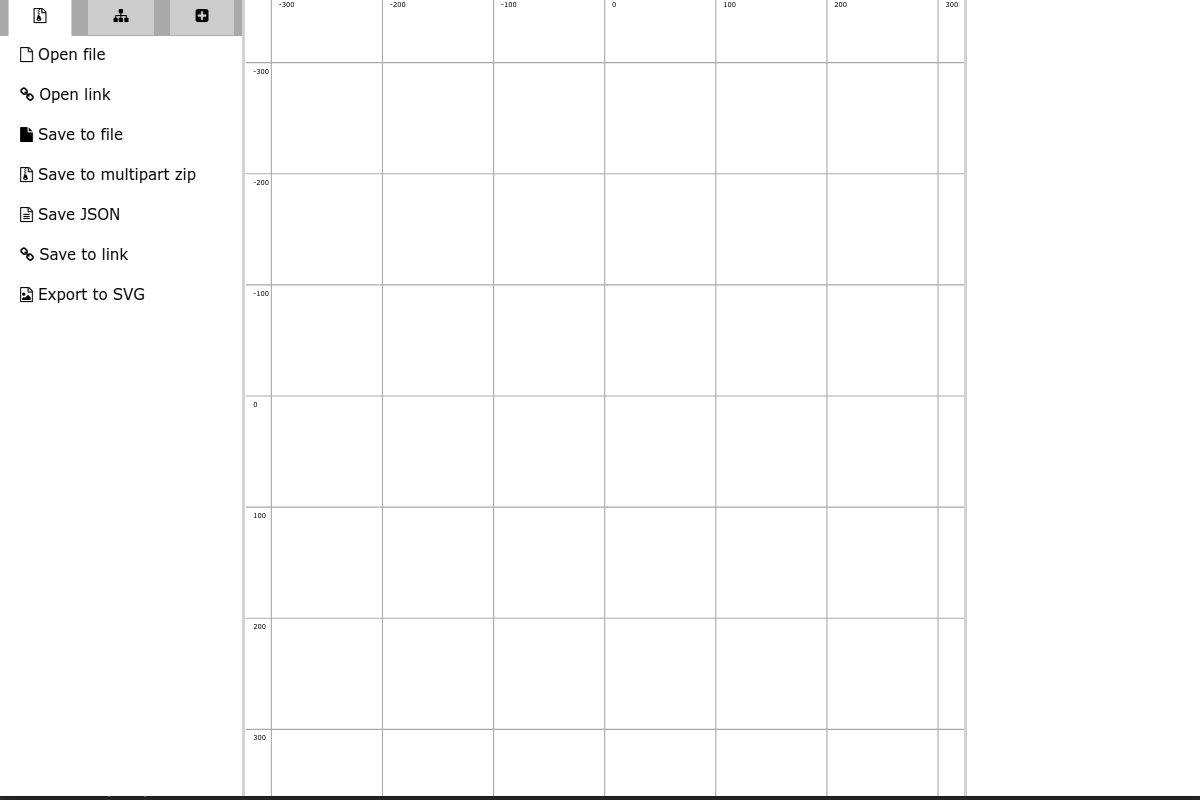 -300 -200 -100 0 100 200 300
Open file
Open link
Save to file
Save to multipart zip
Save JSON
Save to link
Export to SVG
-300
-200
-100
0
100
200
300